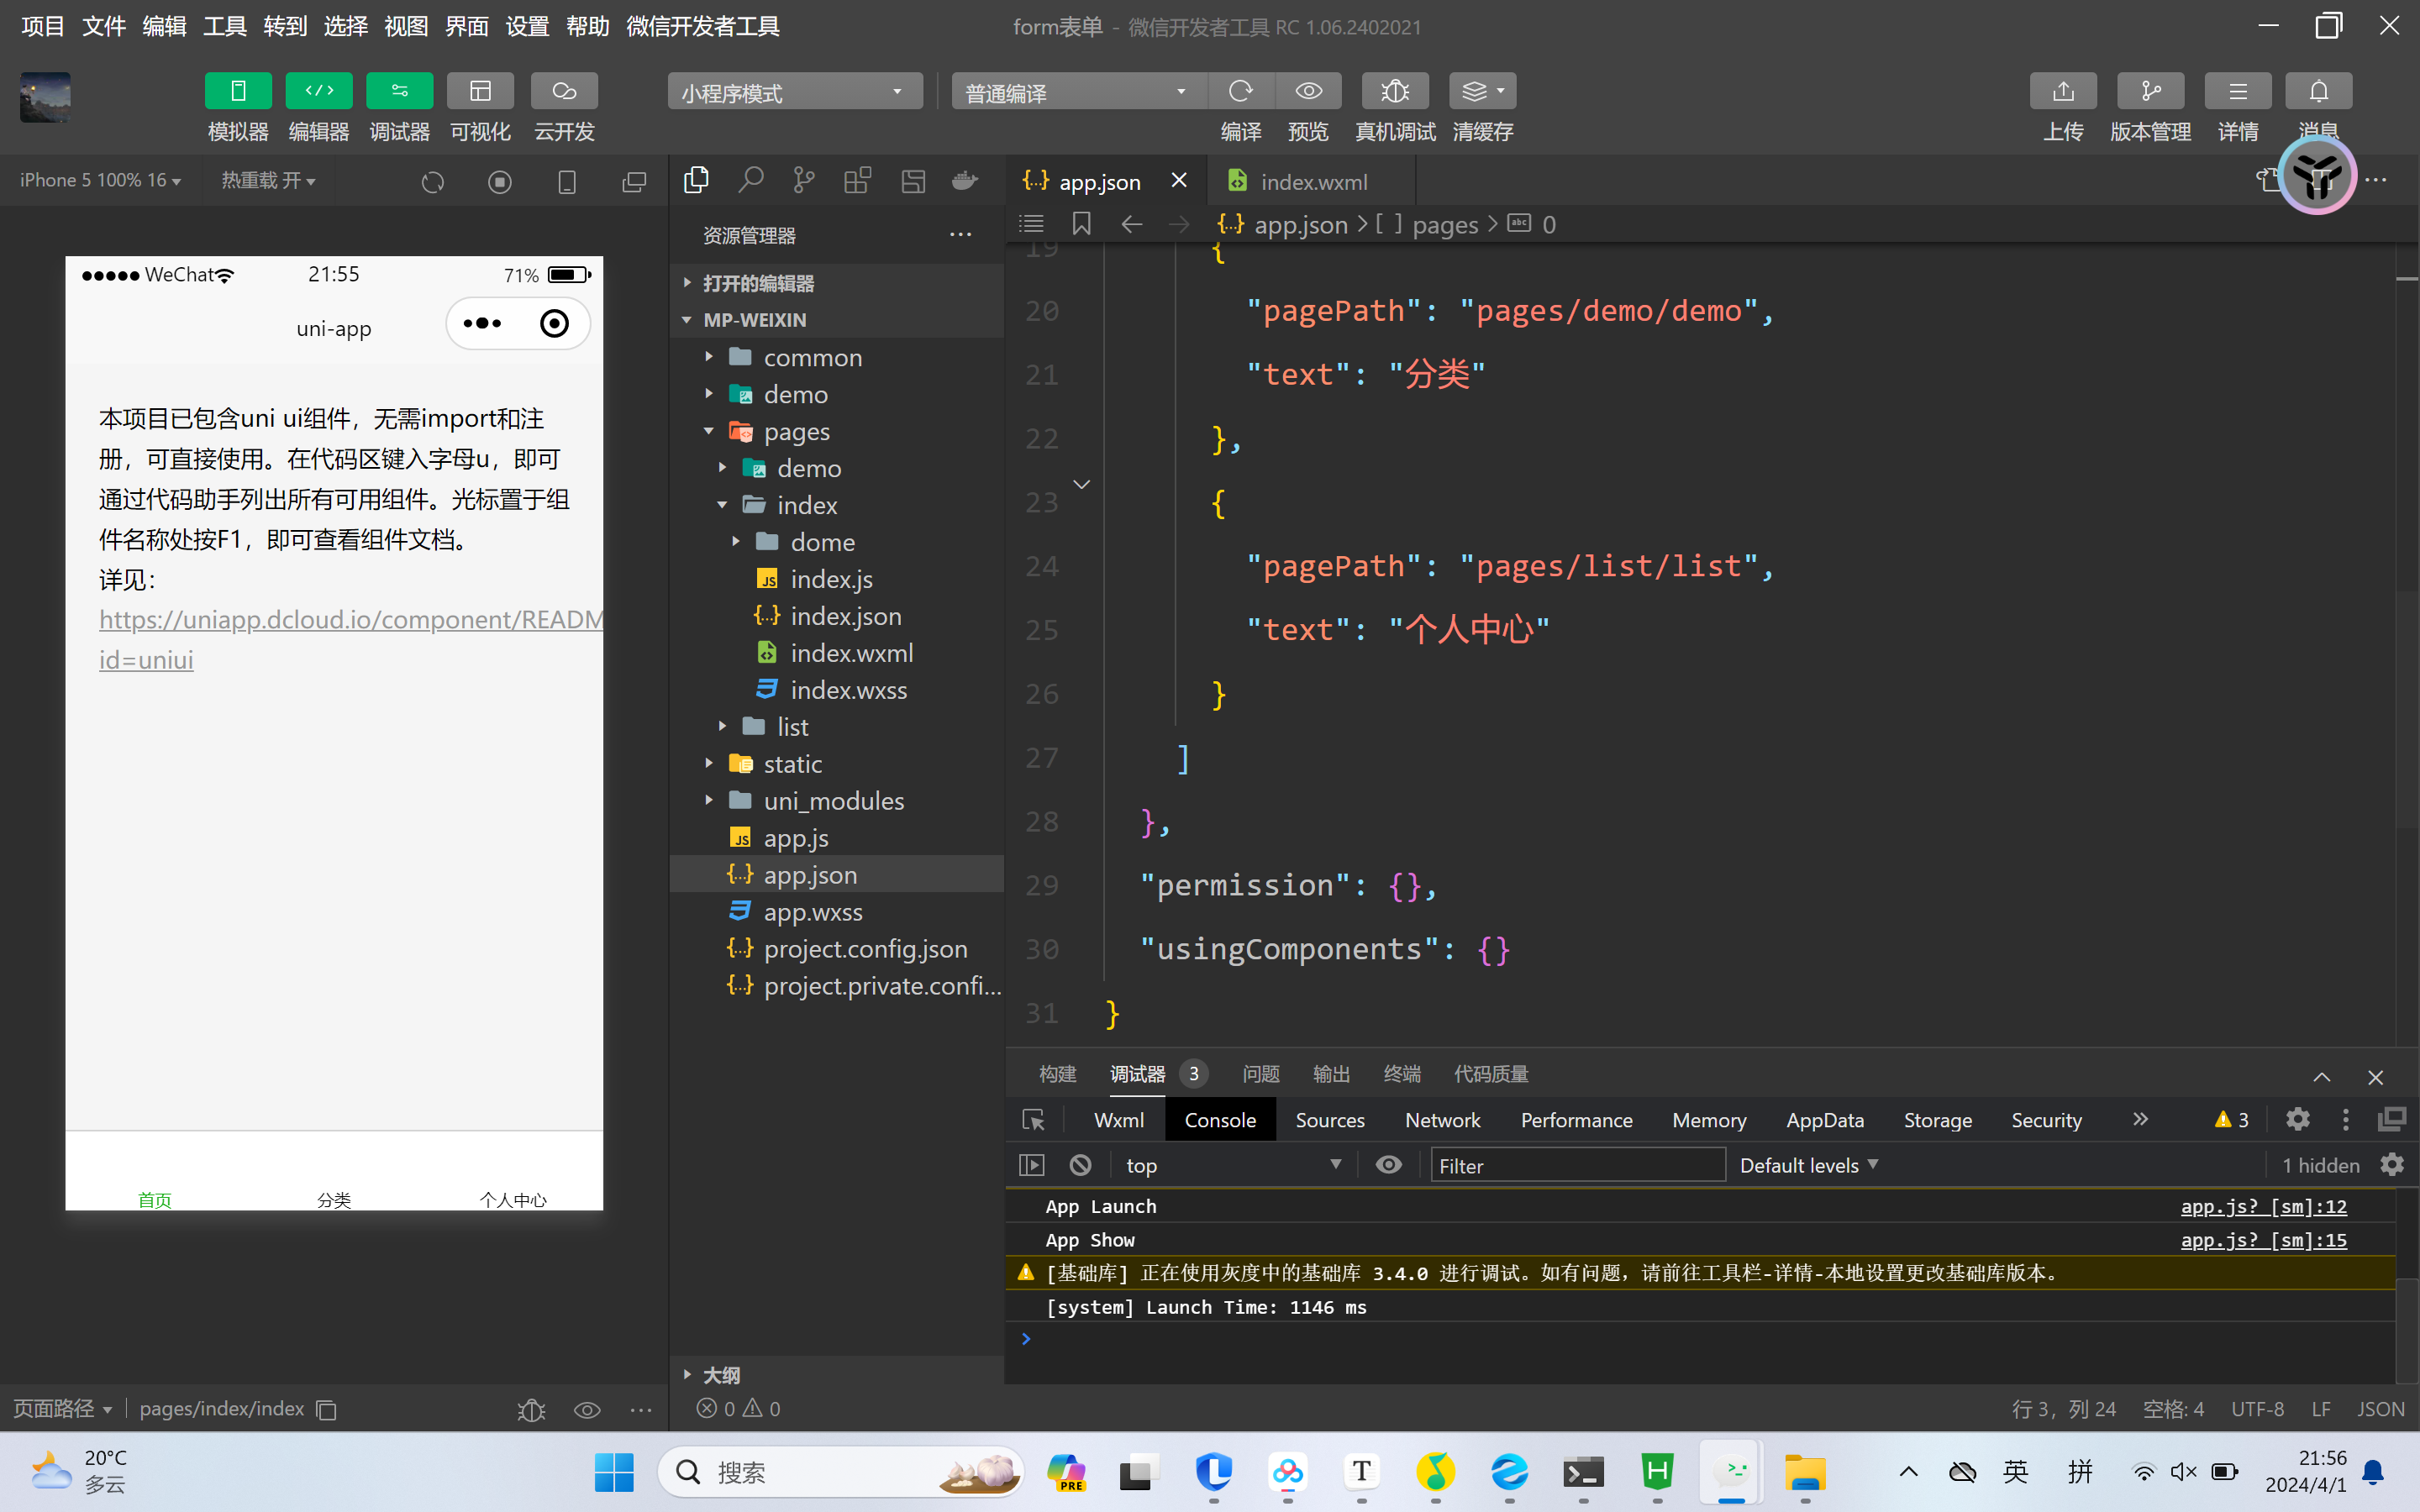 项目 文件 编辑 工具 转到 选择 视图 界面 设置 帮助 微信开发者工具
form表单 - 微信开发者工具 RC 1.06.2402021
模拟器 编辑器 调试器 可视化 云开发
小程序模式
普通编译
编译 预览 真机调试 清缓存
上传 版本管理 详情 消息
iPhone 5 100% 16
热重载 开
WeChat
21:55
71%
uni-app
本项目已包含uni ui组件，无需import和注
册，可直接使用。在代码区键入字母u，即可
通过代码助手列出所有可用组件。光标置于组
件名称处按F1，即可查看组件文档。
详见：
https://uniapp.dcloud.io/component/READM
id=uniui
首页 分类 个人中心
页面路径
pages/index/index
资源管理器
打开的编辑器
MP-WEIXIN
common
demo
pages
demo
index
dome
index.js
index.json
index.wxml
index.wxss
list
static
uni_modules
app.js
app.json
app.wxss
project.config.json
project.private.confi...
大纲
0 0
app.json
index.wxml
app.json > [ ] pages > abc 0
19 {
20 "pagePath": "pages/demo/demo",
21 "text": "分类"
22 },
23 {
24 "pagePath": "pages/list/list",
25 "text": "个人中心"
26 }
27 ]
28 },
29 "permission": {},
30 "usingComponents": {}
31 }
构建 调试器 3 问题 输出 终端 代码质量
Wxml Console Sources Network Performance Memory AppData Storage Security 3
top Filter Default levels 1 hidden
App Launch app.js? [sm]:12
App Show app.js? [sm]:15
[基础库] 正在使用灰度中的基础库 3.4.0 进行调试。如有问题，请前往工具栏-详情-本地设置更改基础库版本。
[system] Launch Time: 1146 ms
行 3，列 24 空格: 4 UTF-8 LF JSON
20°C
多云
搜索
PRE
英 拼
21:56
2024/4/1